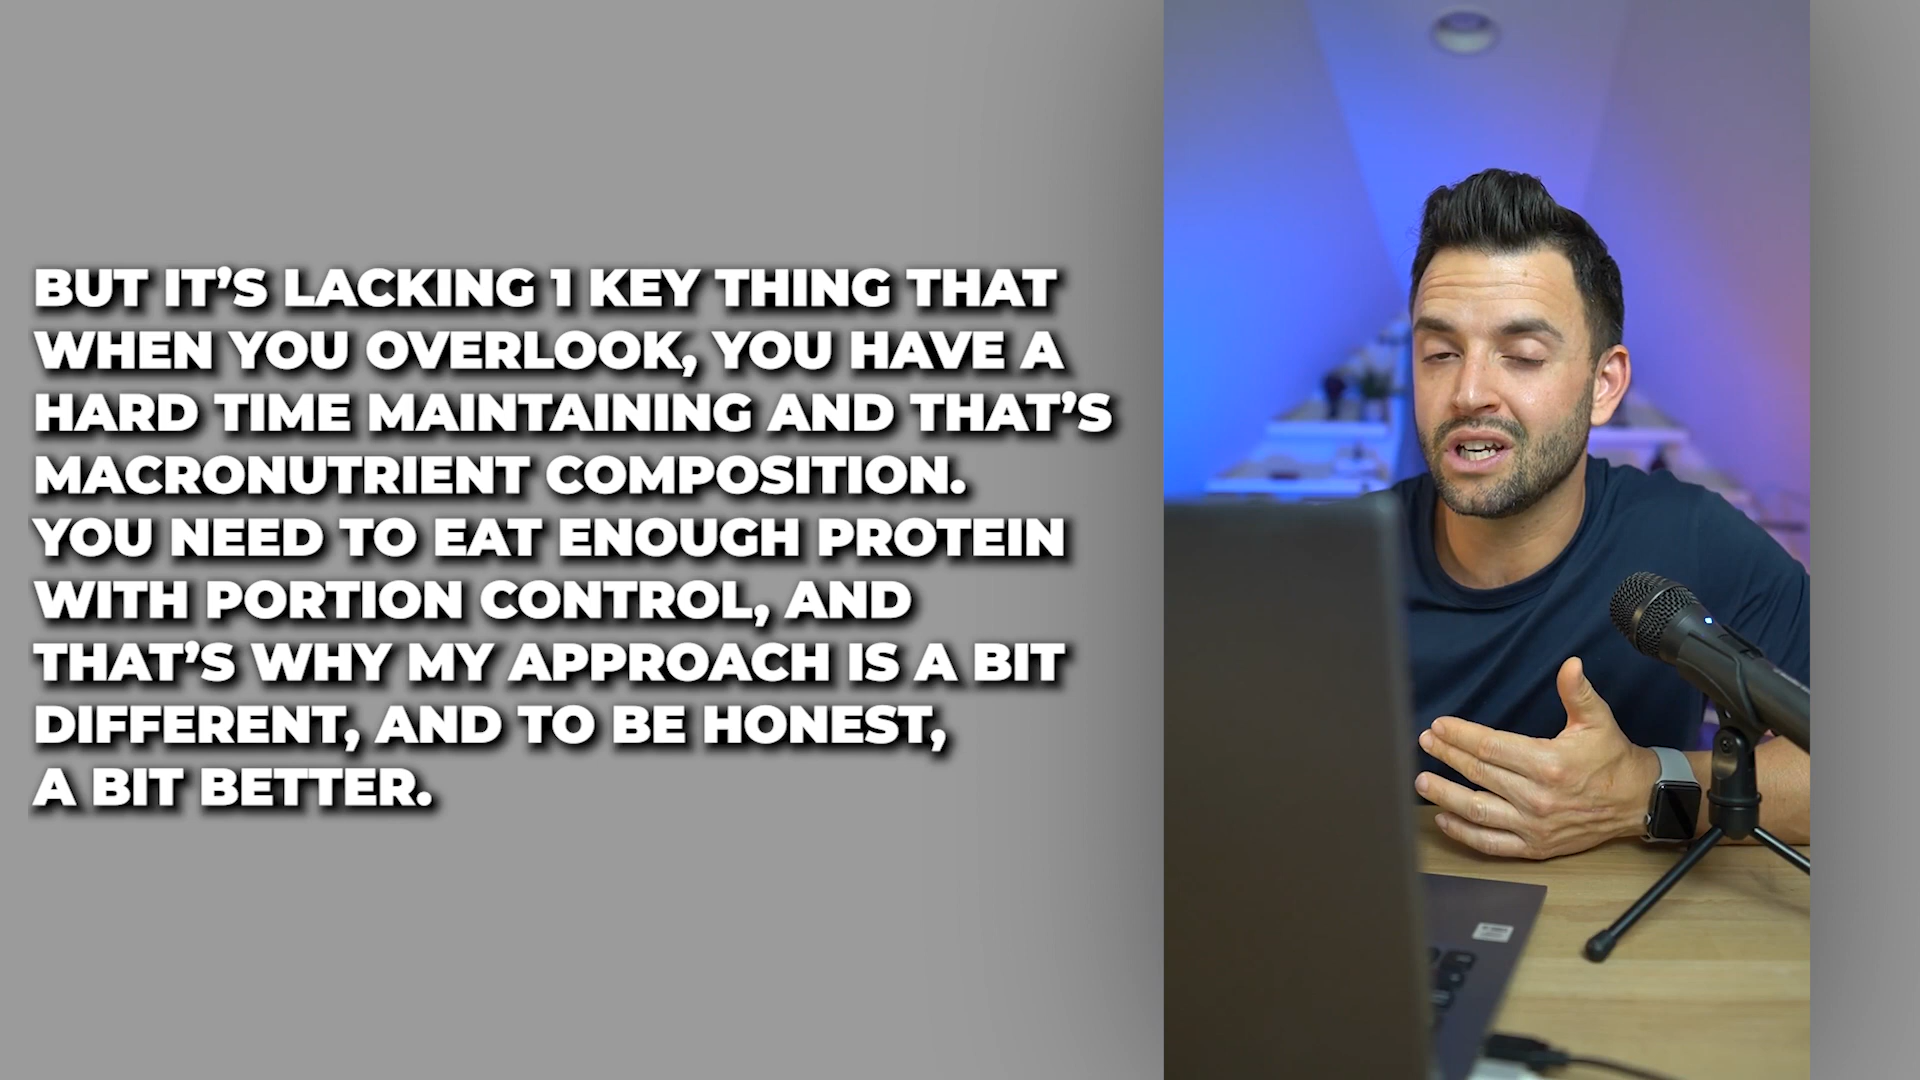 BUT IT’S LACKING 1 KEY THING THAT
WHEN YOU OVERLOOK, YOU HAVE A
HARD TIME MAINTAINING AND THAT’S
MACRONUTRIENT COMPOSITION.
YOU NEED TO EAT ENOUGH PROTEIN
WITH PORTION CONTROL, AND
THAT’S WHY MY APPROACH IS A BIT
DIFFERENT, AND TO BE HONEST,
A BIT BETTER.